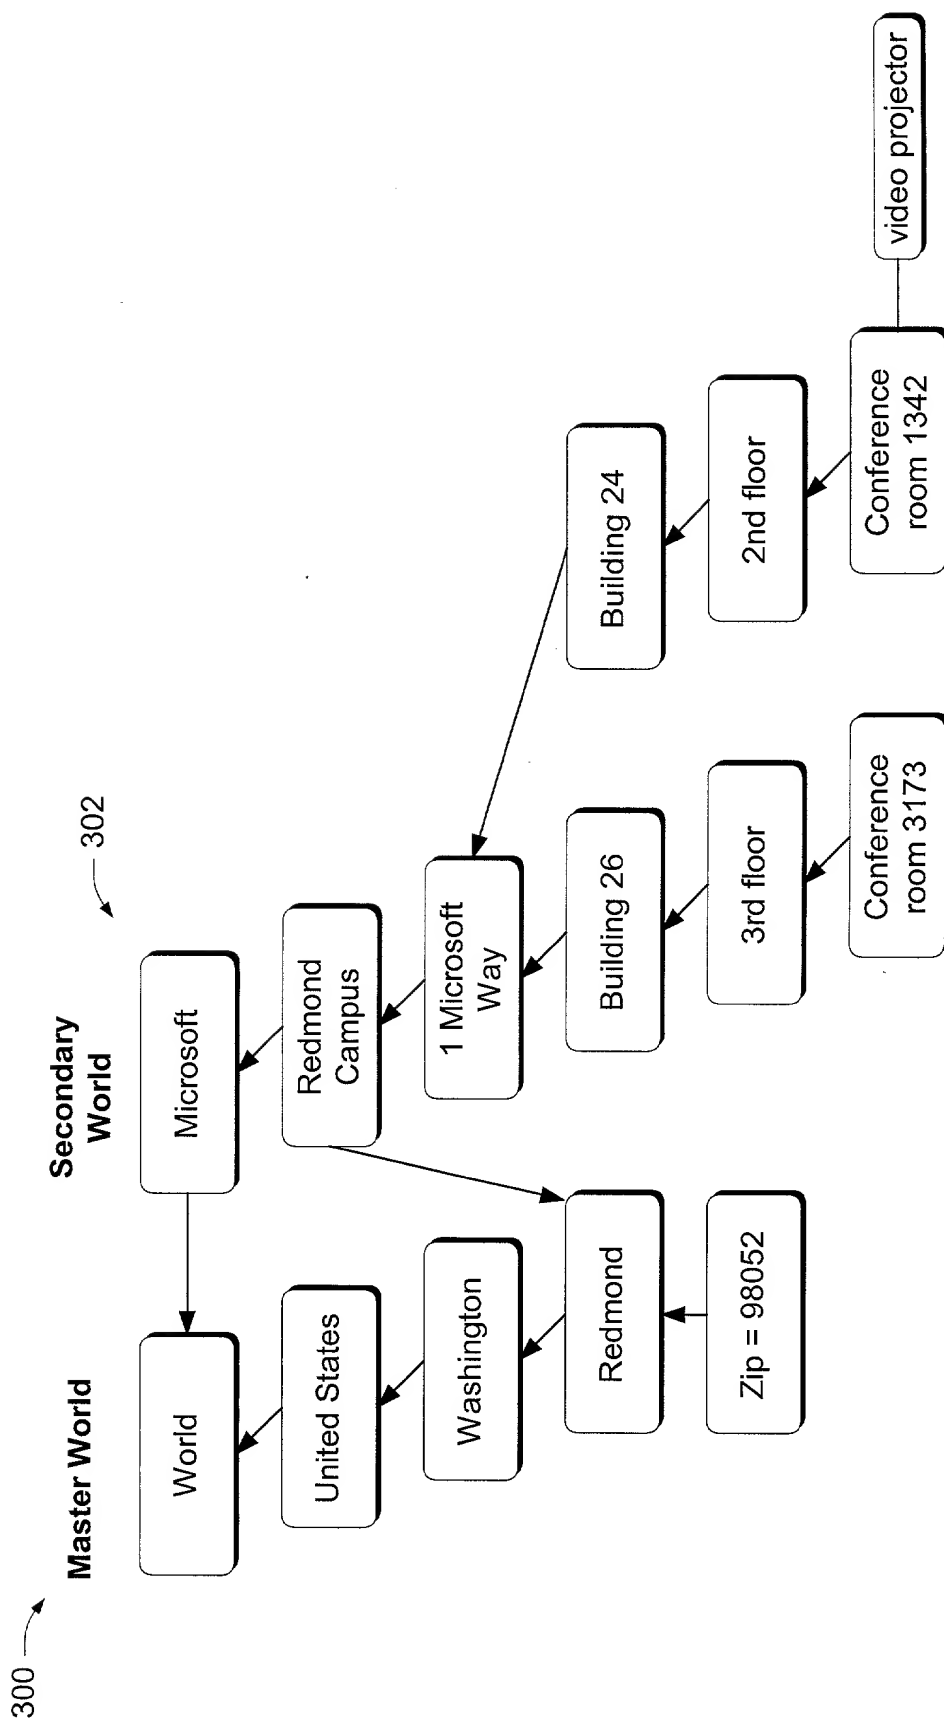 300
Master World
World
United States
Washington
Redmond
Zip = 98052
302
Secondary
World
Microsoft
Redmond
Campus
1 Microsoft
Way
Building 26
3rd floor
Conference
room 3173
Building 24
2nd floor
Conference
room 1342
video projector